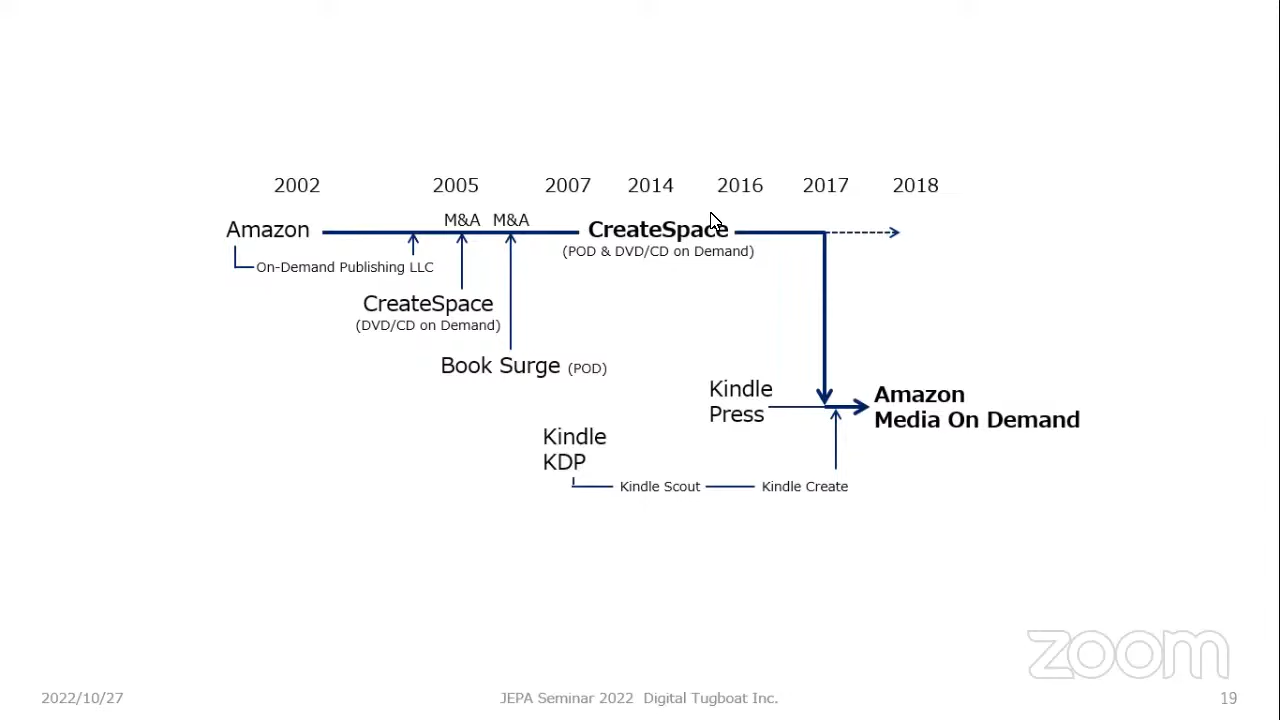 2002 2005 2007 2014 2016 2017 2018
M&A M&A
Amazon CreateSpace
(POD & DVD/CD on Demand)
On-Demand Publishing LLC
CreateSpace
(DVD/CD on Demand)
Book Surge (POD)
Kindle
Press
Amazon
Media On Demand
Kindle
KDP
Kindle Scout Kindle Create
zoom
2022/10/27 JEPA Seminar 2022 Digital Tugboat Inc. 19